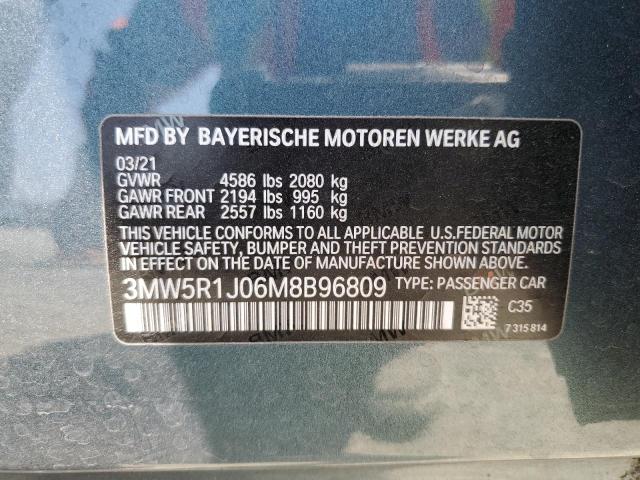 MFD BY BAYERISCHE MOTOREN WERKE AG
03/21
GVWR 4586 lbs 2080 kg
GAWR FRONT 2194 lbs 995 kg
GAWR REAR 2557 lbs 1160 kg
THIS VEHICLE CONFORMS TO ALL APPLICABLE U.S.FEDERAL MOTOR
VEHICLE SAFETY, BUMPER AND THEFT PREVENTION STANDARDS
IN EFFECT ON THE DATE OF MANUFACTURE SHOWN ABOVE.
3MW5R1J06M8B96809 TYPE: PASSENGER CAR
C35
7 315 814